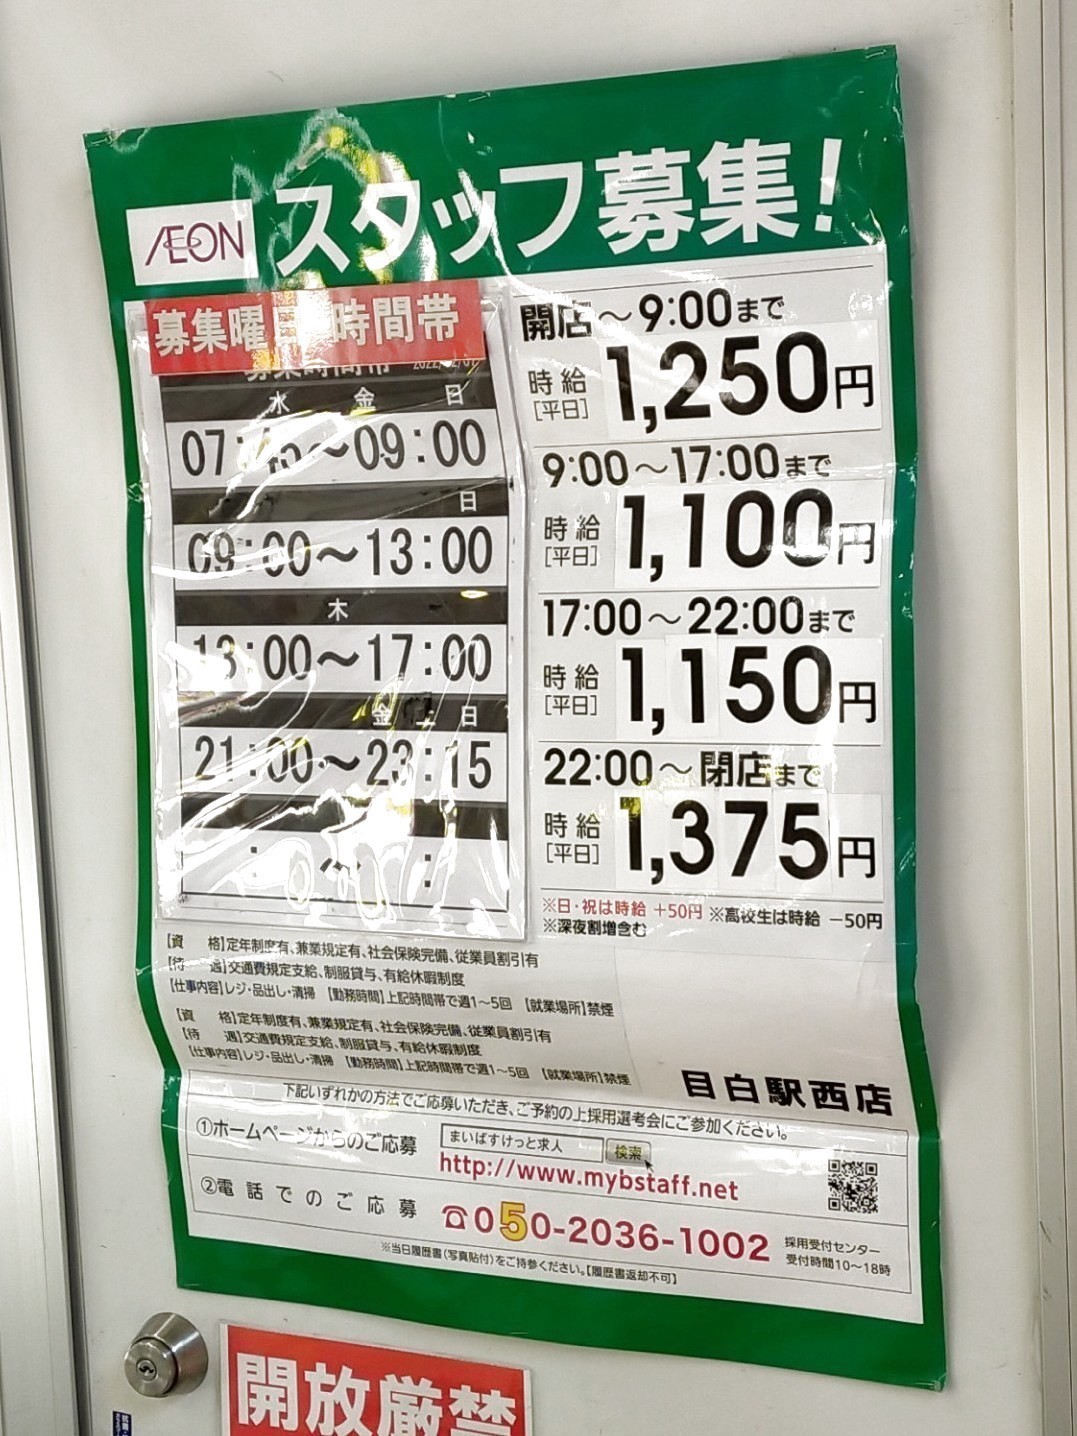 AEON スタッフ募集!
募集曜日 時間帯
募集時間帯
水 金 日
07:45～09:00
日
09:00～13:00
木
13:00～17:00
金 土 日
21:00～23:15
: ～ :
開店～9:00まで
時給[平日] 1,250円
9:00～17:00まで
時給[平日] 1,100円
17:00～22:00まで
時給[平日] 1,150円
22:00～閉店まで
時給[平日] 1,375円
※日・祝は時給 +50円 ※高校生は時給 −50円
※深夜割増含む
【資 格】定年制度有、兼業規定有、社会保険完備、従業員割引有
【待 遇】交通費規定支給、制服貸与、有給休暇制度
【仕事内容】レジ・品出し・清掃 【勤務時間】上記時間帯で週1～5回 【就業場所】禁煙
【資 格】定年制度有、兼業規定有、社会保険完備、従業員割引有
【待 遇】交通費規定支給、制服貸与、有給休暇制度
【仕事内容】レジ・品出し・清掃 【勤務時間】上記時間帯で週1～5回 【就業場所】禁煙
目白駅西店
下記いずれかの方法でご応募いただき、ご予約の上採用選考会にご参加ください。
①ホームページからのご応募 まいばすけっと求人 検索
http://www.mybstaff.net
②電話でのご応募 ☎050-2036-1002 採用受付センター
受付時間10～18時
※当日履歴書(写真貼付)をご持参ください。【履歴書返却不可】
開放厳禁